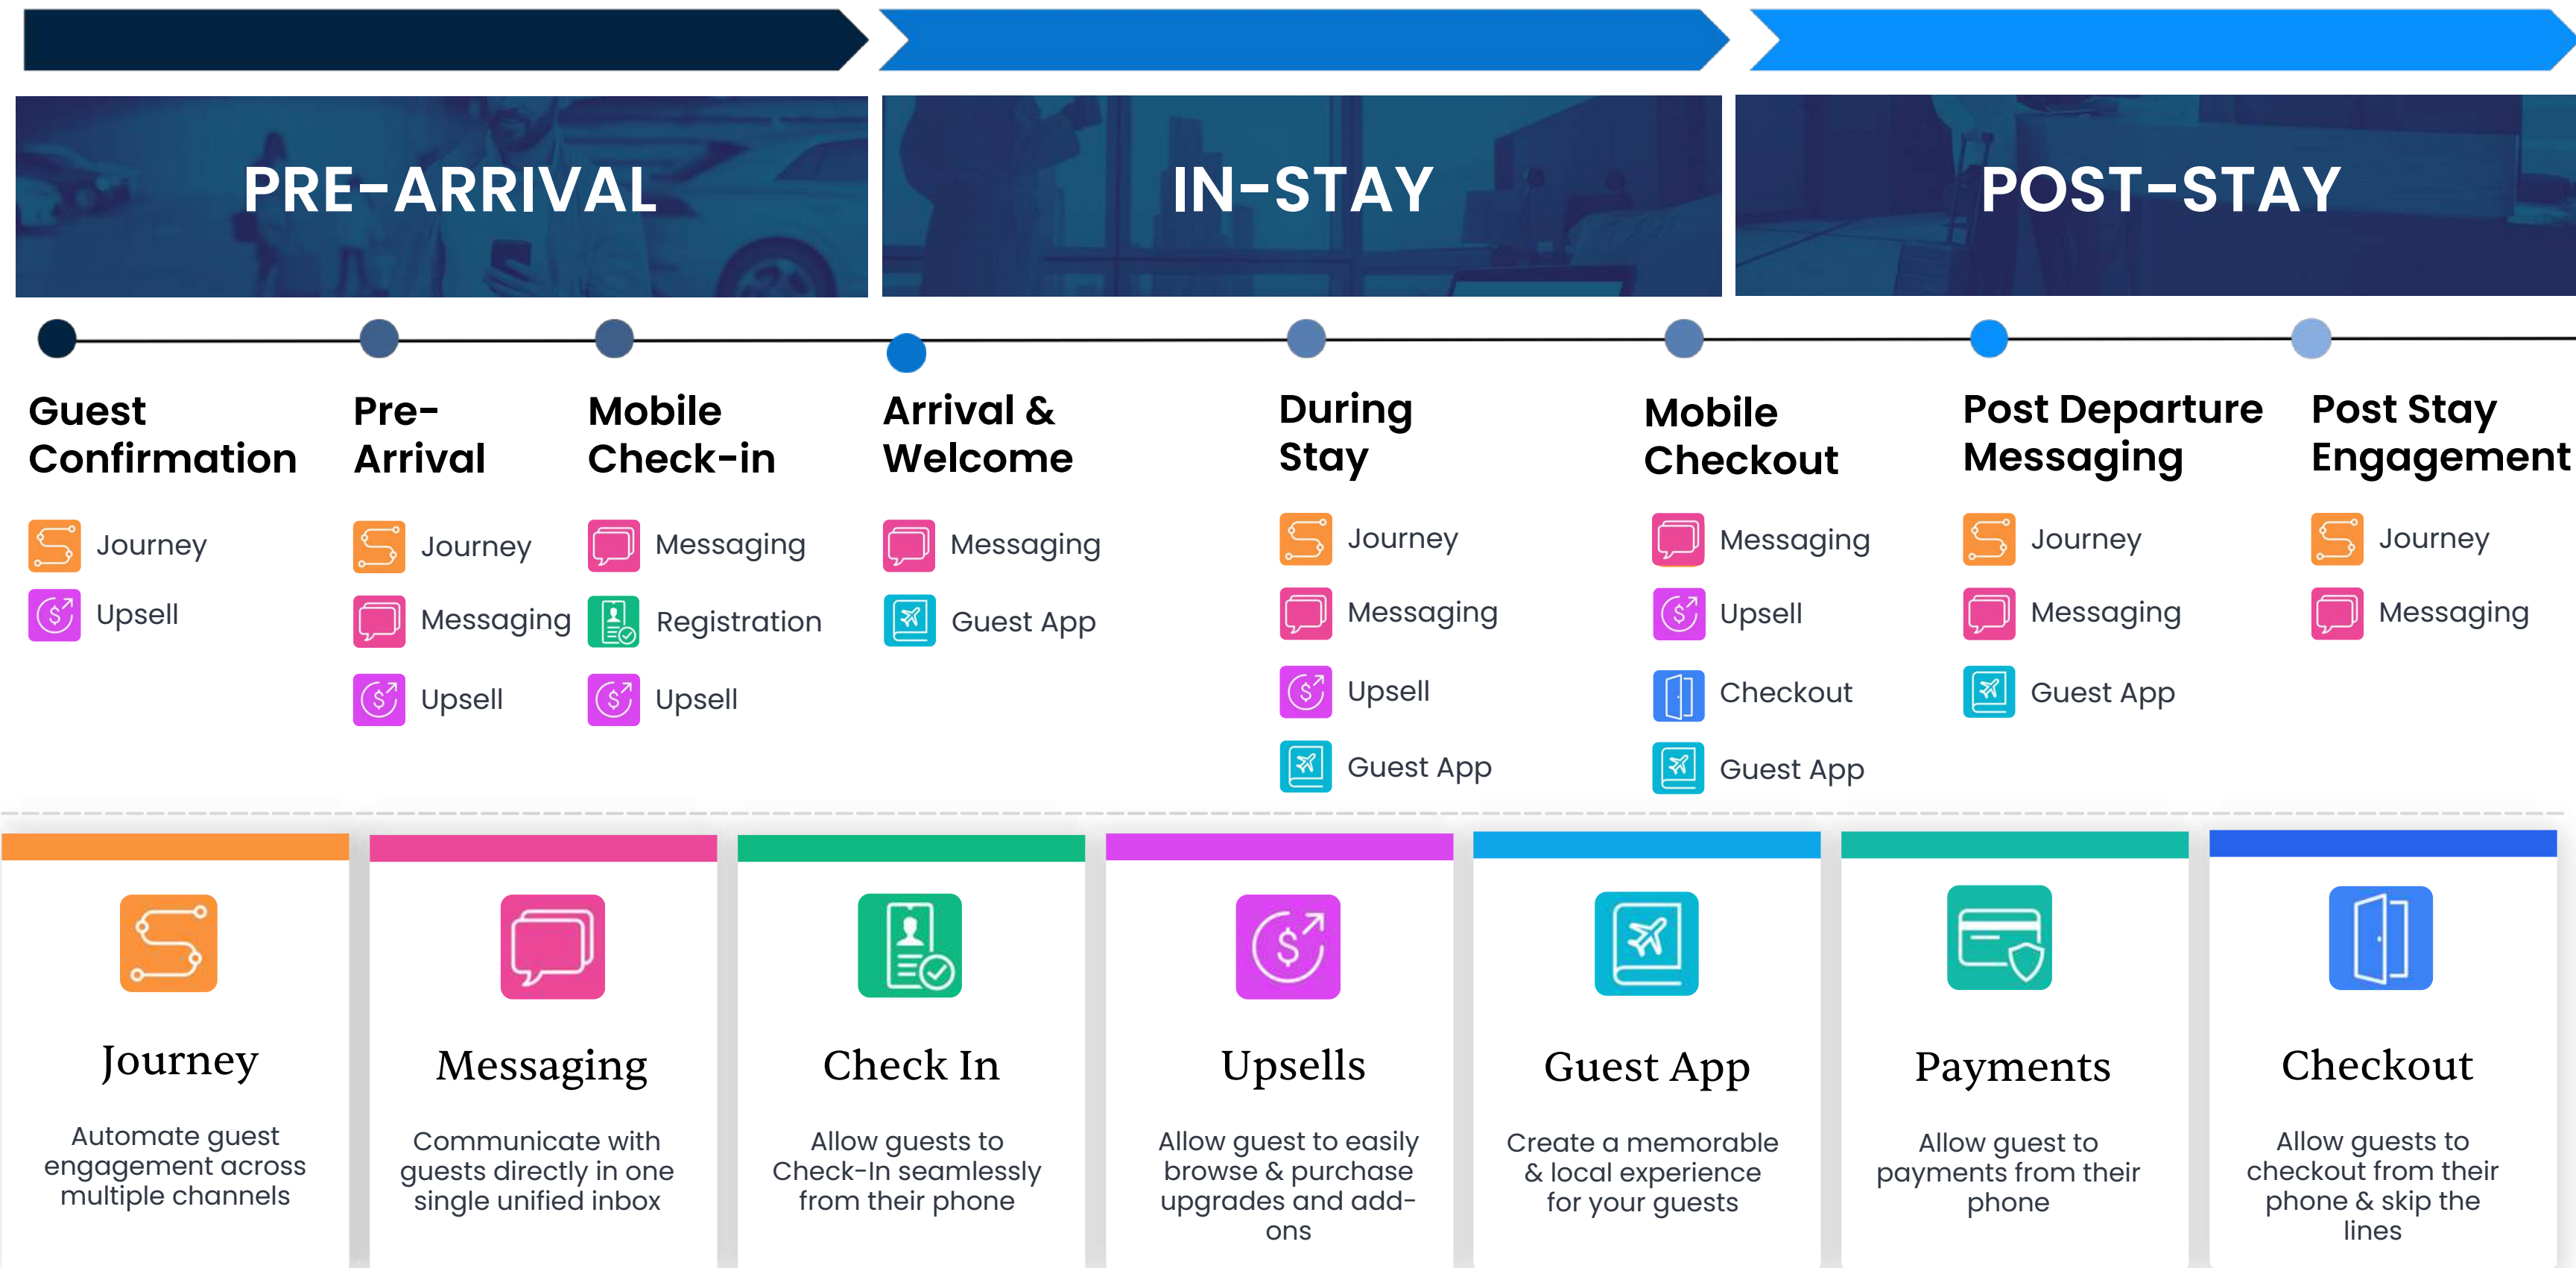 PRE-ARRIVAL
IN-STAY
POST-STAY
Guest
Confirmation
Journey
Upsell
Pre-
Arrival
Journey
Messaging
Upsell
Mobile
Check-in
Messaging
Registration
Upsell
Arrival &
Welcome
Messaging
Guest App
During
Stay
Journey
Messaging
Upsell
Guest App
Mobile
Checkout
Messaging
Upsell
Checkout
Guest App
Post Departure
Messaging
Journey
Messaging
Guest App
Post Stay
Engagement
Journey
Messaging
Journey
Automate guest
engagement across
multiple channels
Messaging
Communicate with
guests directly in one
single unified inbox
Check In
Allow guests to
Check-In seamlessly
from their phone
Upsells
Allow guest to easily
browse & purchase
upgrades and add-
ons
Guest App
Create a memorable
& local experience
for your guests
Payments
Allow guest to
payments from their
phone
Checkout
Allow guests to
checkout from their
phone & skip the
lines